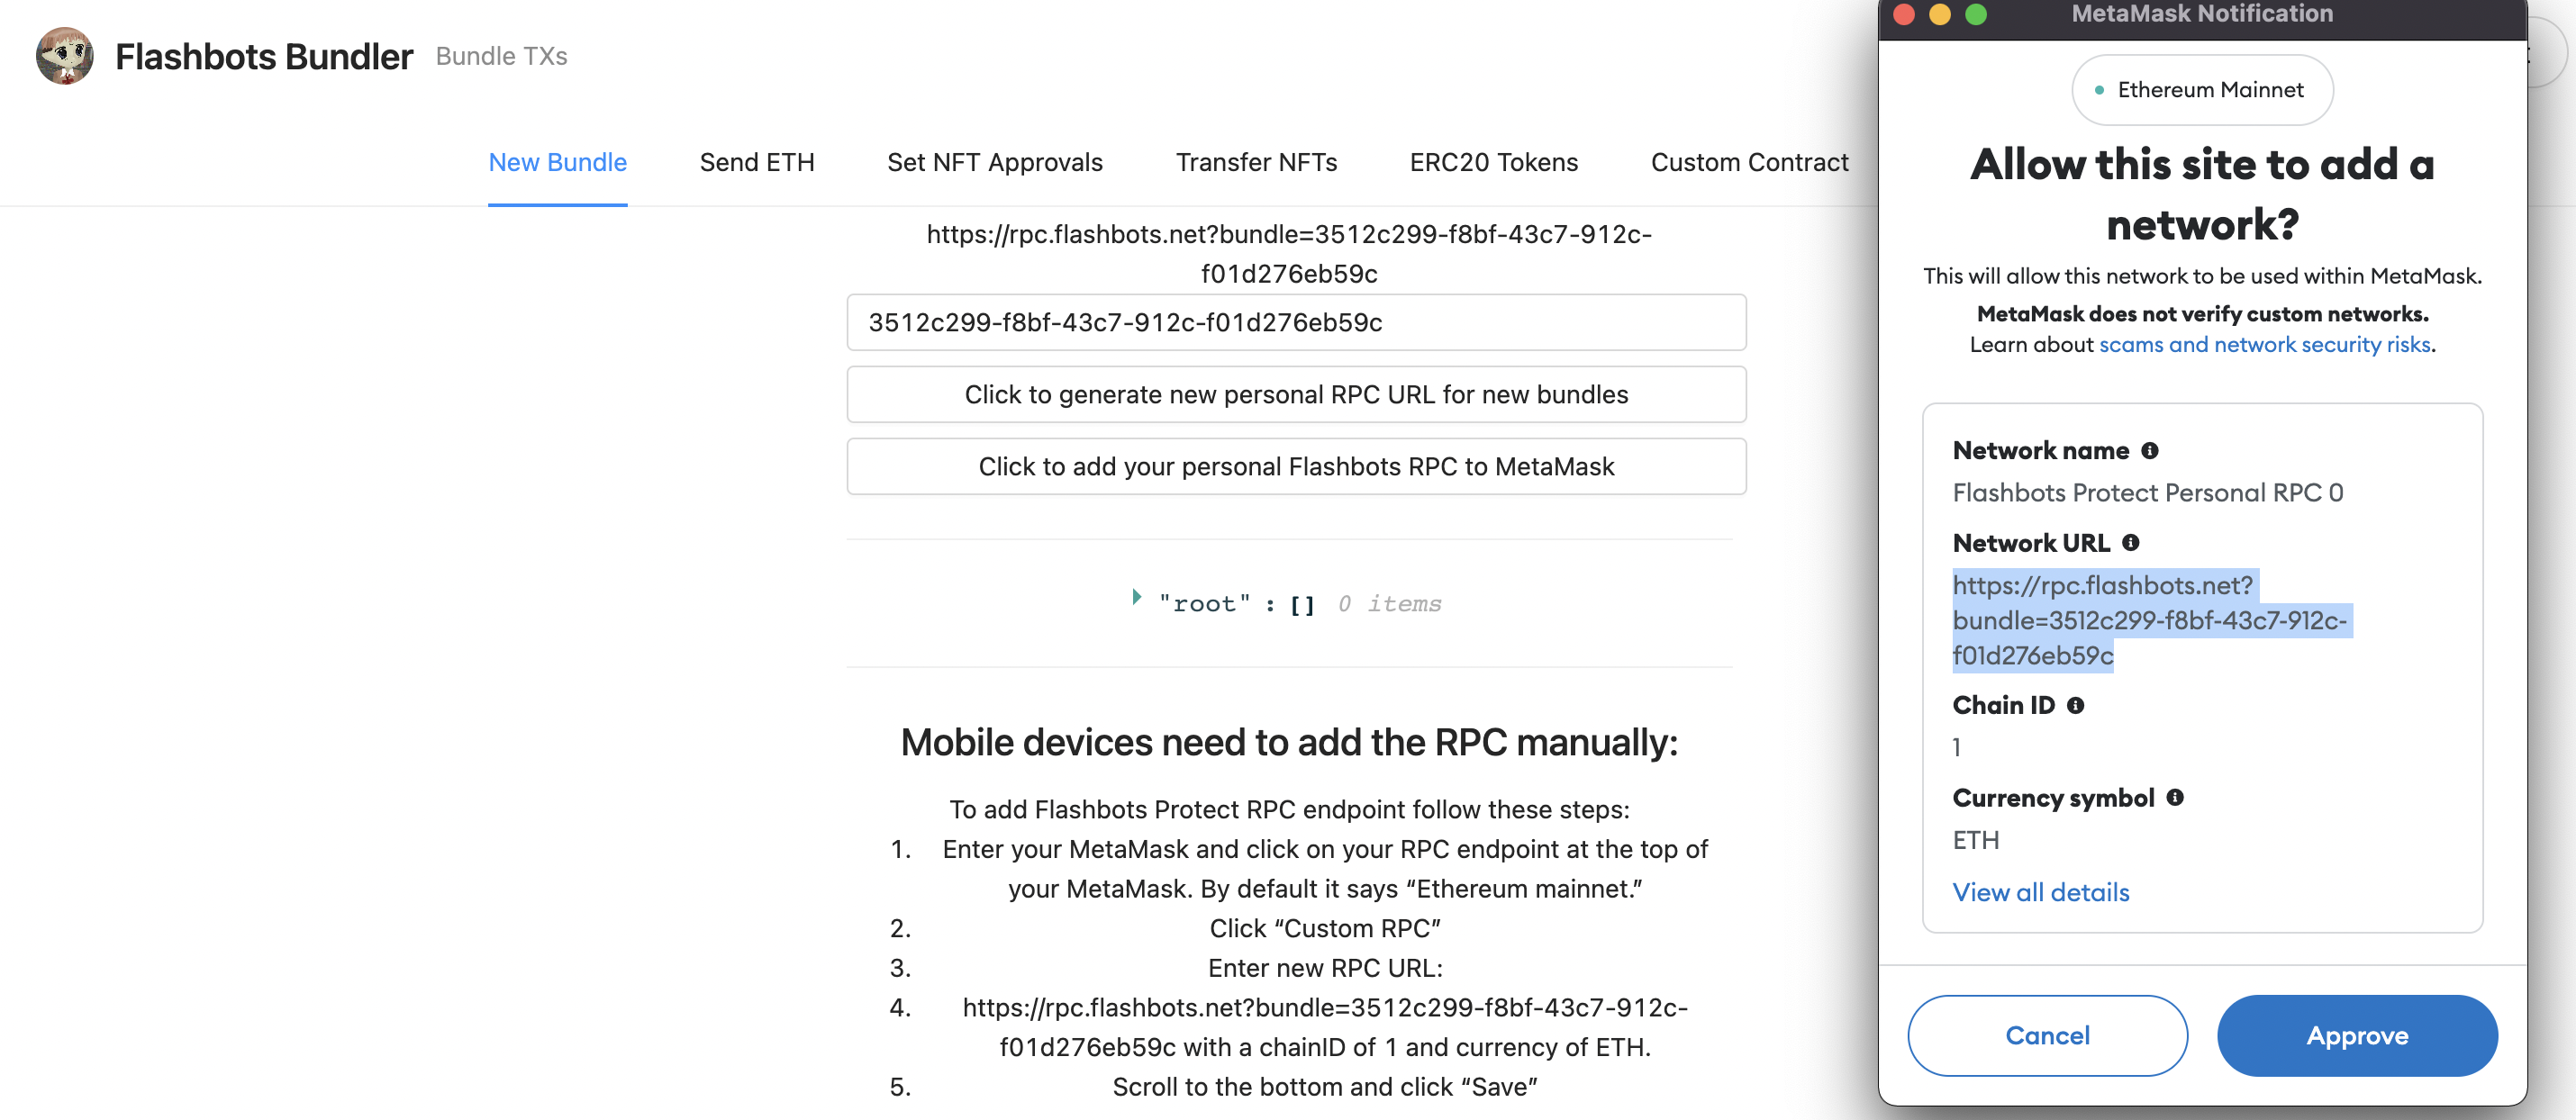 Flashbots Bundler Bundle TXs
New Bundle Send ETH Set NFT Approvals Transfer NFTs ERC20 Tokens Custom Contract
https://rpc.flashbots.net?bundle=3512c299-f8bf-43c7-912c-
f01d276eb59c
3512c299-f8bf-43c7-912c-f01d276eb59c
Click to generate new personal RPC URL for new bundles
Click to add your personal Flashbots RPC to MetaMask
"root" : [] 0 items
Mobile devices need to add the RPC manually:
To add Flashbots Protect RPC endpoint follow these steps:
1. Enter your MetaMask and click on your RPC endpoint at the top of
your MetaMask. By default it says “Ethereum mainnet.”
2. Click “Custom RPC”
3. Enter new RPC URL:
4. https://rpc.flashbots.net?bundle=3512c299-f8bf-43c7-912c-
f01d276eb59c with a chainID of 1 and currency of ETH.
5. Scroll to the bottom and click “Save”
MetaMask Notification
Ethereum Mainnet
Allow this site to add a
network?
This will allow this network to be used within MetaMask.
MetaMask does not verify custom networks.
Learn about scams and network security risks.
Network name
Flashbots Protect Personal RPC 0
Network URL
https://rpc.flashbots.net?
bundle=3512c299-f8bf-43c7-912c-
f01d276eb59c
Chain ID
1
Currency symbol
ETH
View all details
Cancel Approve